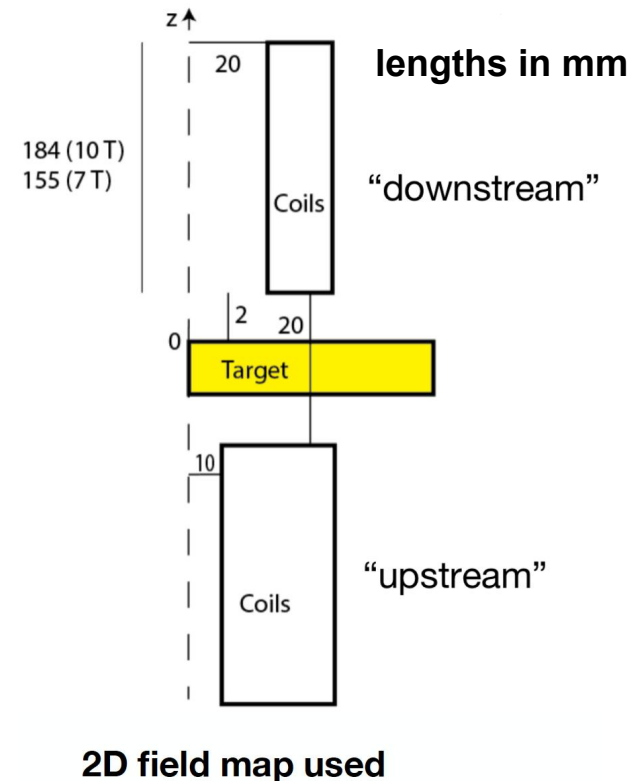 z
20
lengths in mm
184 (10 T)
155 (7 T)
“downstream”
Coils
2
20
0
Target
10
“upstream”
Coils
2D field map used